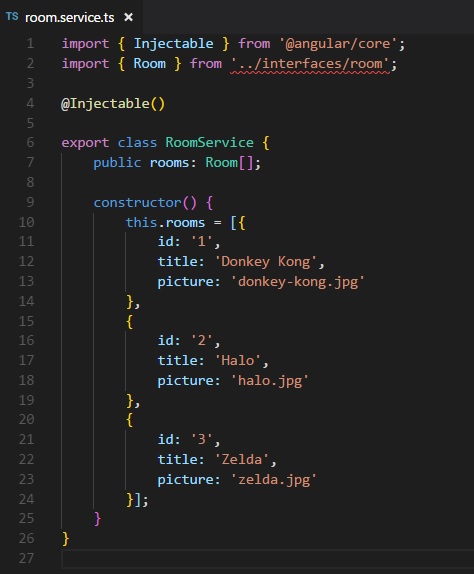 TS room.service.ts ×
1 import { Injectable } from '@angular/core';
2 import { Room } from '../interfaces/room';
3
4 @Injectable()
5
6 export class RoomService {
7     public rooms: Room[];
8
9     constructor() {
10         this.rooms = [{
11             id: '1',
12             title: 'Donkey Kong',
13             picture: 'donkey-kong.jpg'
14         },
15         {
16             id: '2',
17             title: 'Halo',
18             picture: 'halo.jpg'
19         },
20         {
21             id: '3',
22             title: 'Zelda',
23             picture: 'zelda.jpg'
24         }];
25     }
26 }
27